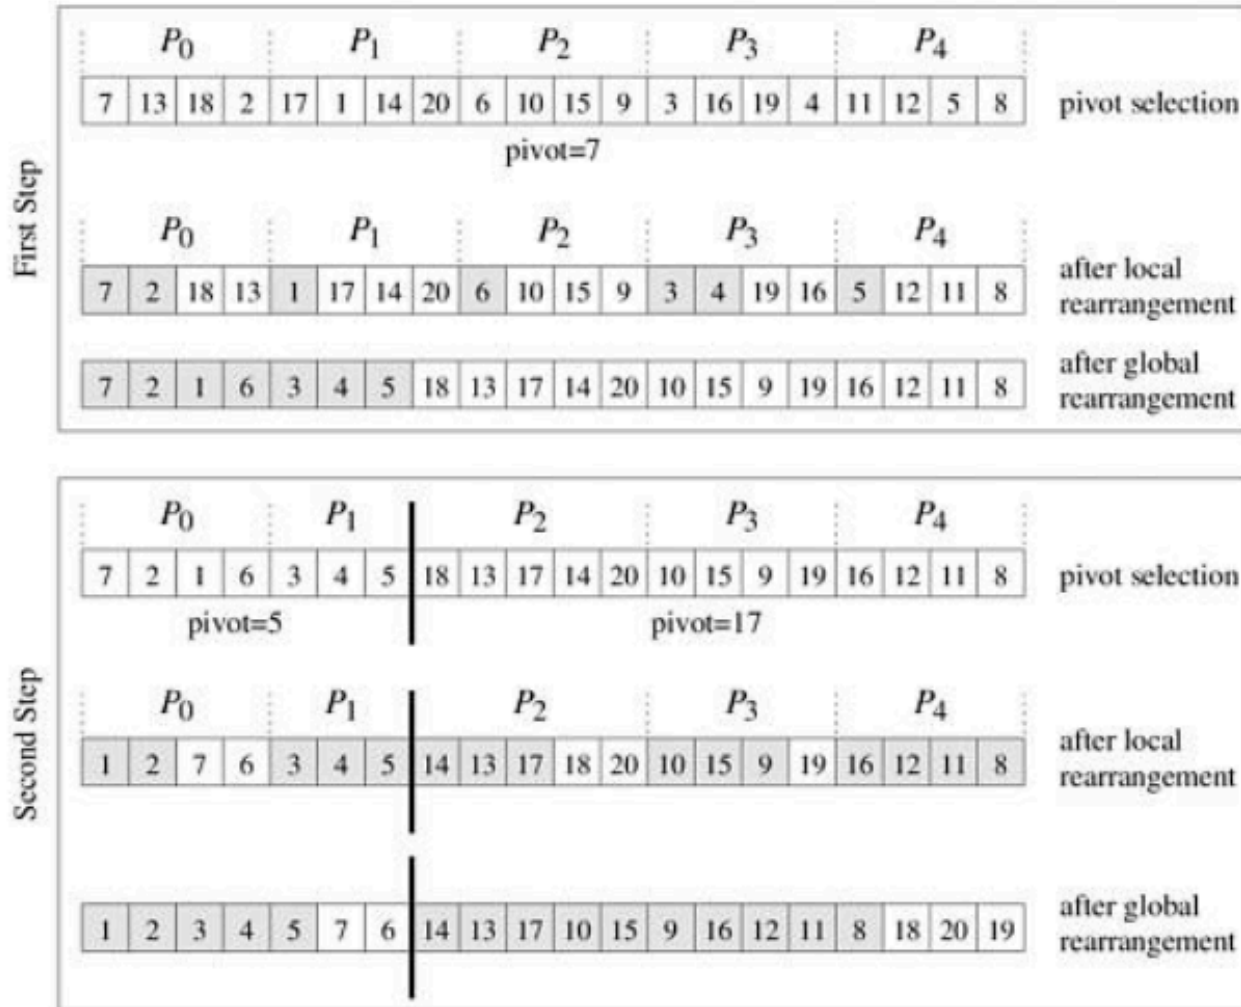 First Step
P0 P1 P2 P3 P4
7 13 18 2 17 1 14 20 6 10 15 9 3 16 19 4 11 12 5 8 pivot selection
pivot=7
P0 P1 P2 P3 P4
7 2 18 13 1 17 14 20 6 10 15 9 3 4 19 16 5 12 11 8 after local
rearrangement
7 2 1 6 3 4 5 18 13 17 14 20 10 15 9 19 16 12 11 8 after global
rearrangement
Second Step
P0 P1 P2 P3 P4
7 2 1 6 3 4 5 18 13 17 14 20 10 15 9 19 16 12 11 8 pivot selection
pivot=5 pivot=17
P0 P1 P2 P3 P4
1 2 7 6 3 4 5 14 13 17 18 20 10 15 9 19 16 12 11 8 after local
rearrangement
1 2 3 4 5 7 6 14 13 17 10 15 9 16 12 11 8 18 20 19 after global
rearrangement